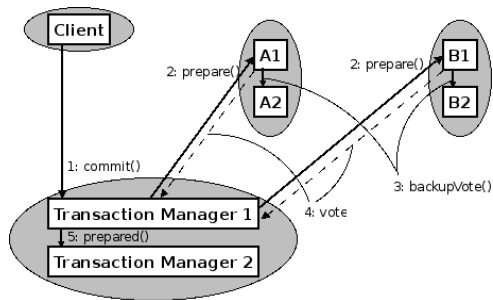 Client
A1
B1
2: prepare()
2: prepare()
A2
B2
1: commit()
3: backupVote()
4: vote
Transaction Manager 1
5: prepared()
Transaction Manager 2